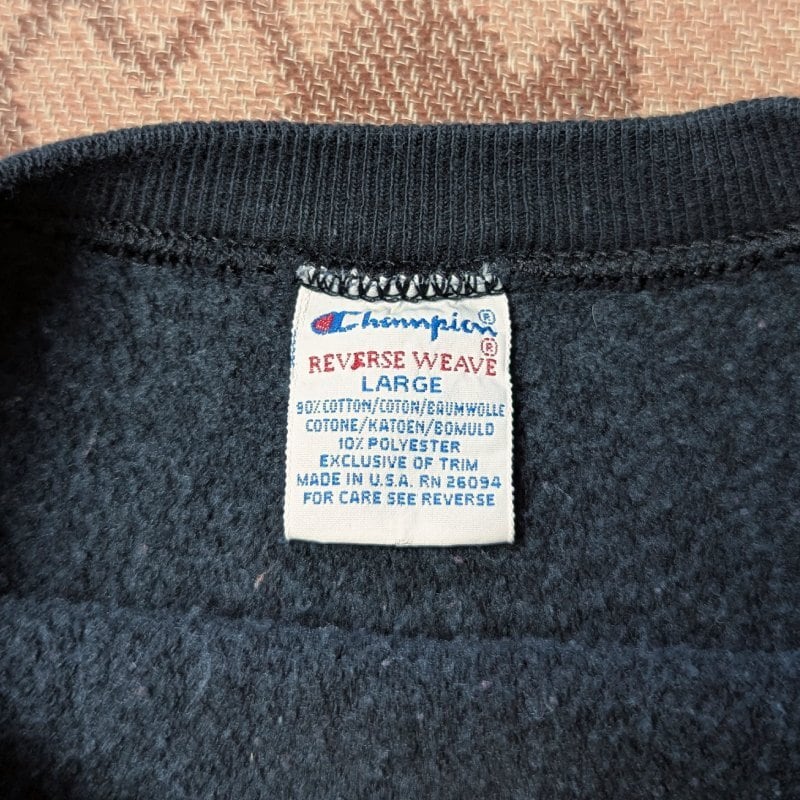 Champion®
REVERSE WEAVE®
LARGE
90% COTTON/COTON/BAUMWOLLE
COTONE/KATOEN/BOMULD
10% POLYESTER
EXCLUSIVE OF TRIM
MADE IN U.S.A. RN 26094
FOR CARE SEE REVERSE